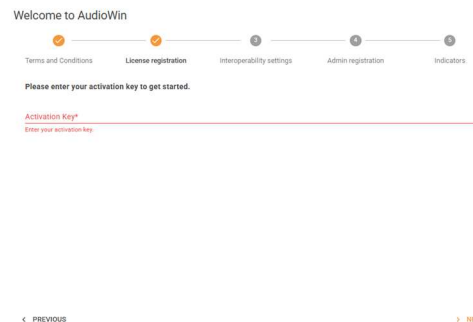 Welcome to AudioWin
3 4 5
Terms and Conditions License registration Interoperability settings Admin registration Indicators
Please enter your activation key to get started.
Activation Key*
Enter your activation key.
< PREVIOUS >